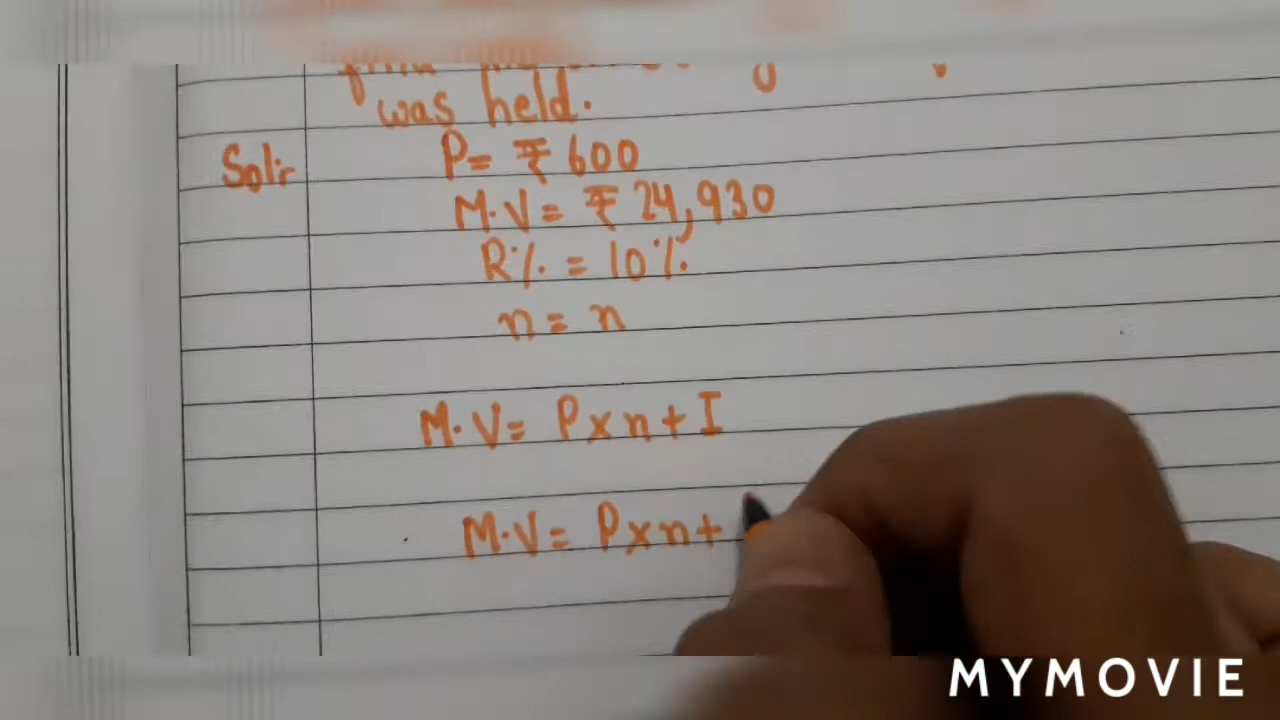 was held.
Sol:-
P= ₹ 600
M.V= ₹ 24,930
R% = 10%
n= n
M.V= P x n + I
M.V= P x n +
MYMOVIE